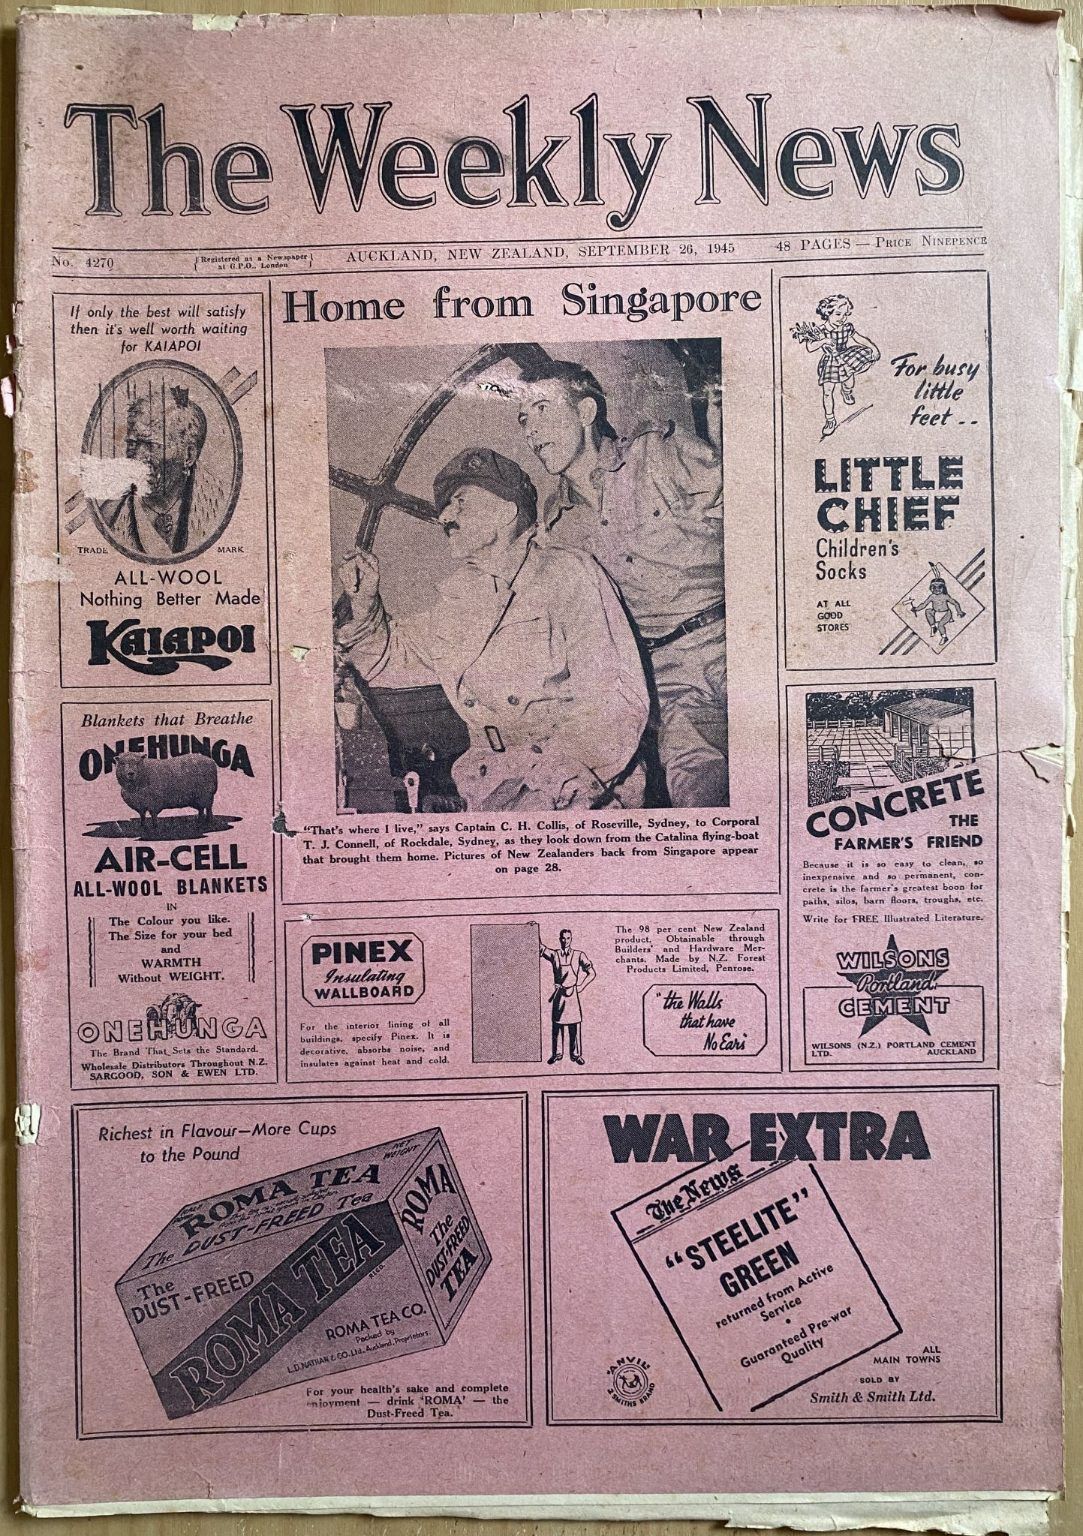 The Weekly News
No. 4270
Registered as a Newspaper
at G.P.O., London
AUCKLAND, NEW ZEALAND, SEPTEMBER 26, 1945
48 PAGES — PRICE NINEPENCE
If only the best will satisfy
then it's well worth waiting
for KAIAPOI
TRADE MARK
ALL-WOOL
Nothing Better Made
KAIAPOI
Home from Singapore
"That's where I live," says Captain C. H. Collis, of Roseville, Sydney, to Corporal
T. J. Connell, of Rockdale, Sydney, as they look down from the Catalina flying-boat
that brought them home. Pictures of New Zealanders back from Singapore appear
on page 28.
For busy
little
feet --
LITTLE
CHIEF
Children's
Socks
AT ALL
GOOD
STORES
Blankets that Breathe
ONEHUNGA
AIR-CELL
ALL-WOOL BLANKETS
IN
The Colour you like.
The Size for your bed
and
WARMTH
Without WEIGHT.
ONEHUNGA
The Brand That Sets the Standard.
Wholesale Distributors Throughout N.Z.
SARGOOD, SON & EWEN LTD.
PINEX
Insulating
WALLBOARD
For the interior lining of all
buildings, specify Pinex. It is
decorative, absorbs noise, and
insulates against heat and cold.
The 98 per cent New Zealand
product. Obtainable through
Builders' and Hardware Mer-
chants. Made by N.Z. Forest
Products Limited, Penrose.
"the Walls
that have
No Ears"
CONCRETE
THE
FARMER'S FRIEND
Because it is so easy to clean, so
inexpensive and so permanent, con-
crete is the farmer's greatest boon for
paths, silos, barn floors, troughs, etc.
Write for FREE Illustrated Literature.
WILSONS
Portland
CEMENT
WILSONS (N.Z.) PORTLAND CEMENT
LTD. AUCKLAND
Richest in Flavour—More Cups
to the Pound
NET
WEIGHT
ROMA TEA
The DUST-FREED Tea
The
DUST-FREED
ROMA TEA
REGD.
ROMA TEA CO.
Packed by
L.D. NATHAN & CO. Ltd., Auckland, Proprietors.
ROMA
The
DUST-FREED
TEA
For your health's sake and complete
enjoyment — drink 'ROMA' — the
Dust-Freed Tea.
WAR EXTRA
The News
"STEELITE"
GREEN
returned from Active
Service
•
Guaranteed Pre-war
Quality
"ANVIL"
J. SMITHS BRAND
ALL
MAIN TOWNS
SOLD BY
Smith & Smith Ltd.